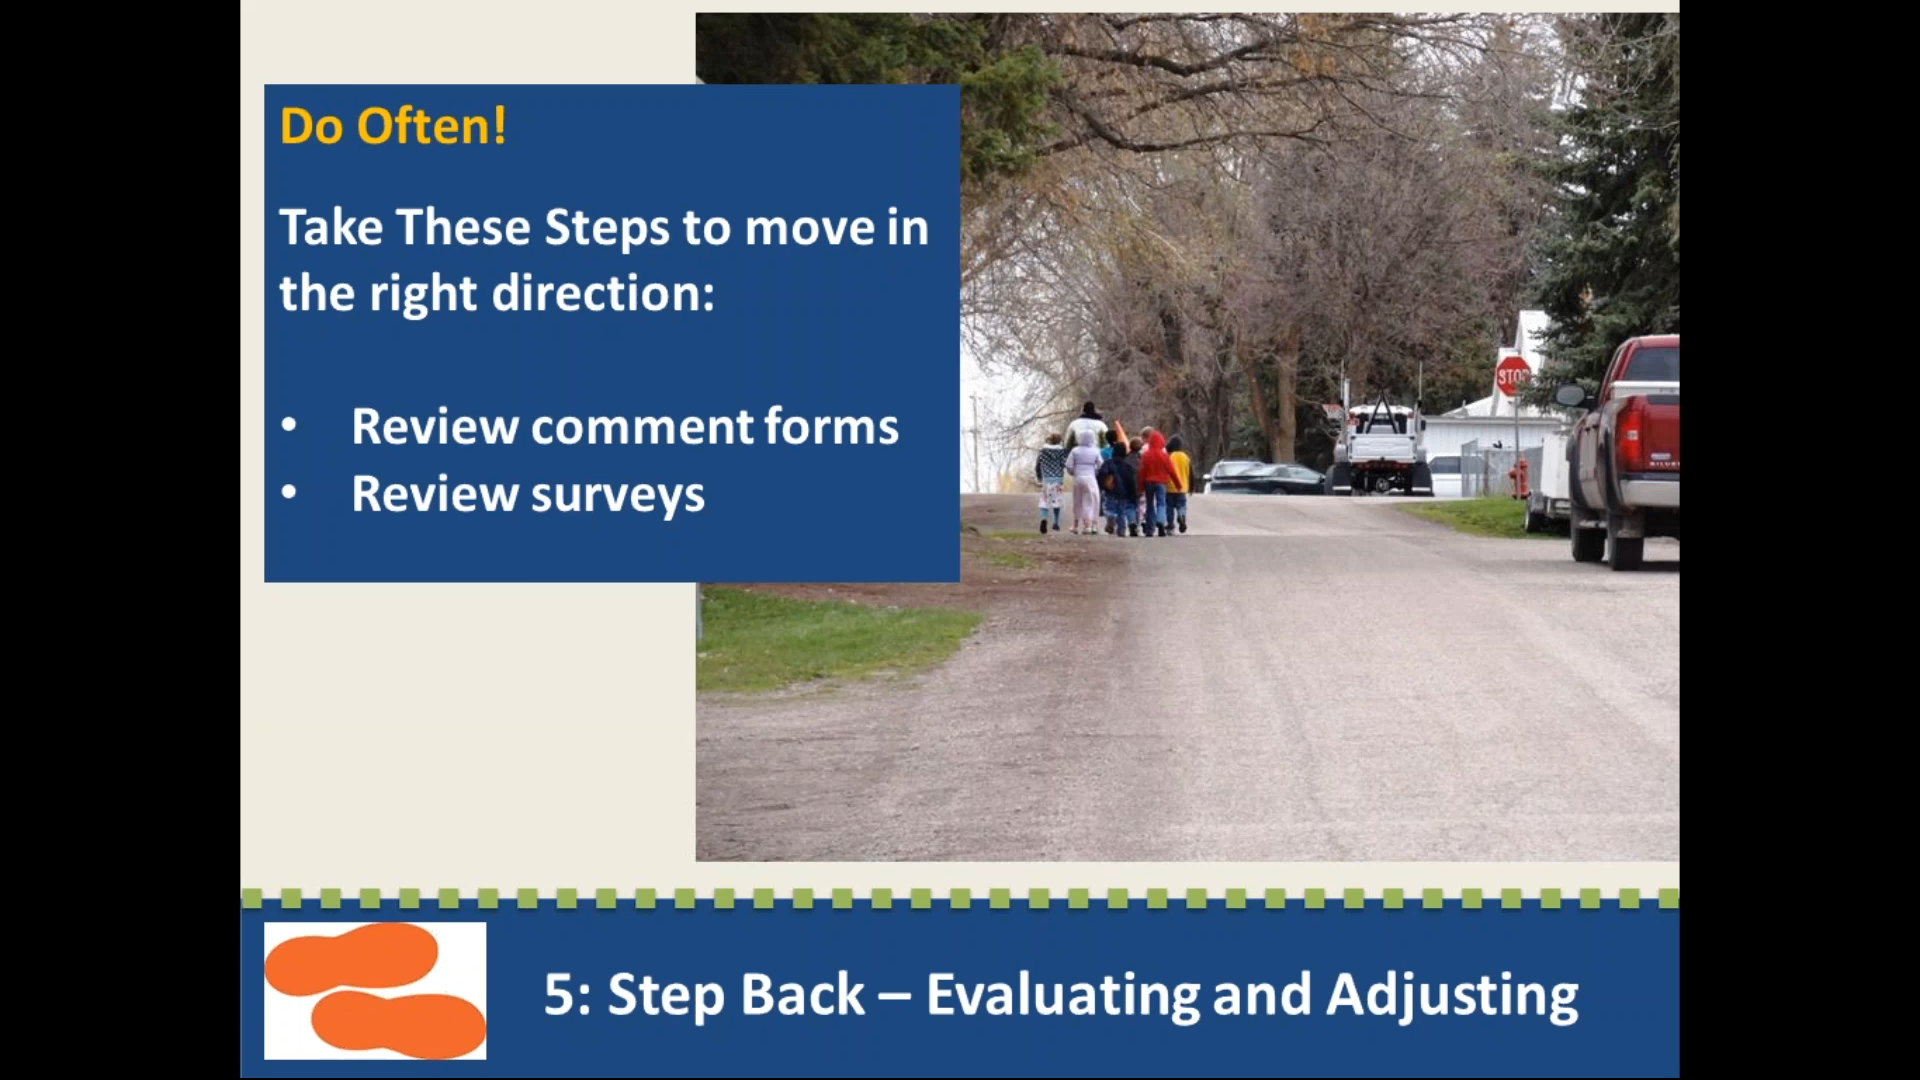 Do Often!
Take These Steps to move in
the right direction:
• Review comment forms
• Review surveys
STOP
5: Step Back – Evaluating and Adjusting